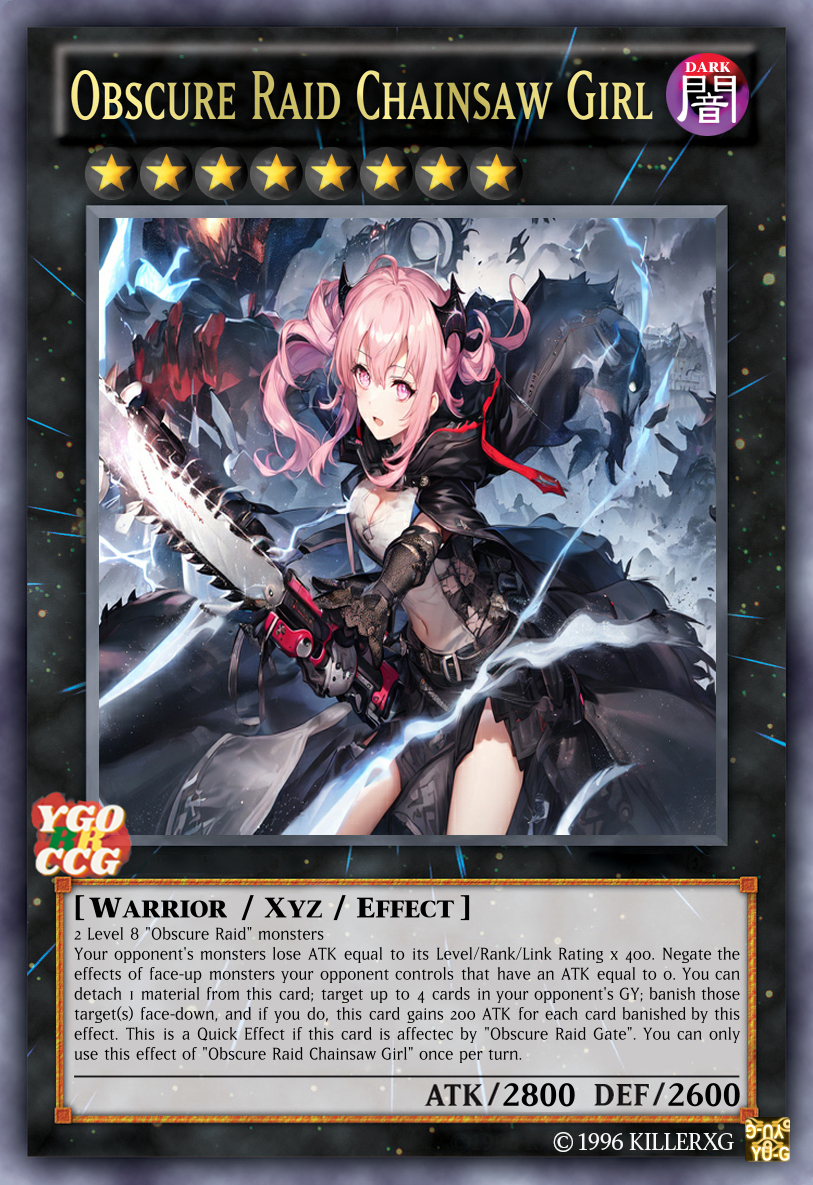 OBSCURE RAID CHAINSAW GIRL
DARK
闇
YGO
CCG
[ WARRIOR / XYZ / EFFECT ]
2 Level 8 "Obscure Raid" monsters
Your opponent's monsters lose ATK equal to its Level/Rank/Link Rating x 400. Negate the
effects of face-up monsters your opponent controls that have an ATK equal to 0. You can
detach 1 material from this card; target up to 4 cards in your opponent's GY; banish those
target(s) face-down, and if you do, this card gains 200 ATK for each card banished by this
effect. This is a Quick Effect if this card is affectec by "Obscure Raid Gate". You can only
use this effect of "Obscure Raid Chainsaw Girl" once per turn.
ATK/2800 DEF/2600
© 1996 KILLERXG